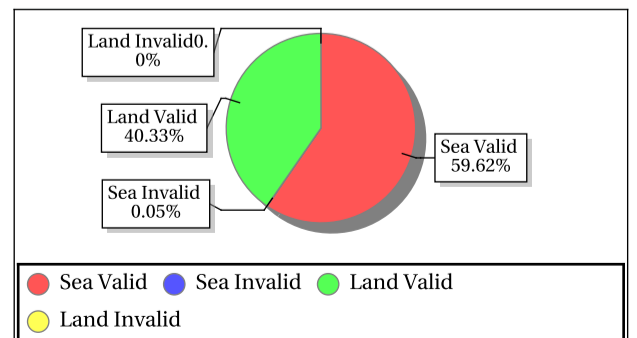 Land Invalid0.
0%
Land Valid
40.33%
Sea Valid
59.62%
Sea Invalid
0.05%
Sea Valid Sea Invalid Land Valid
Land Invalid